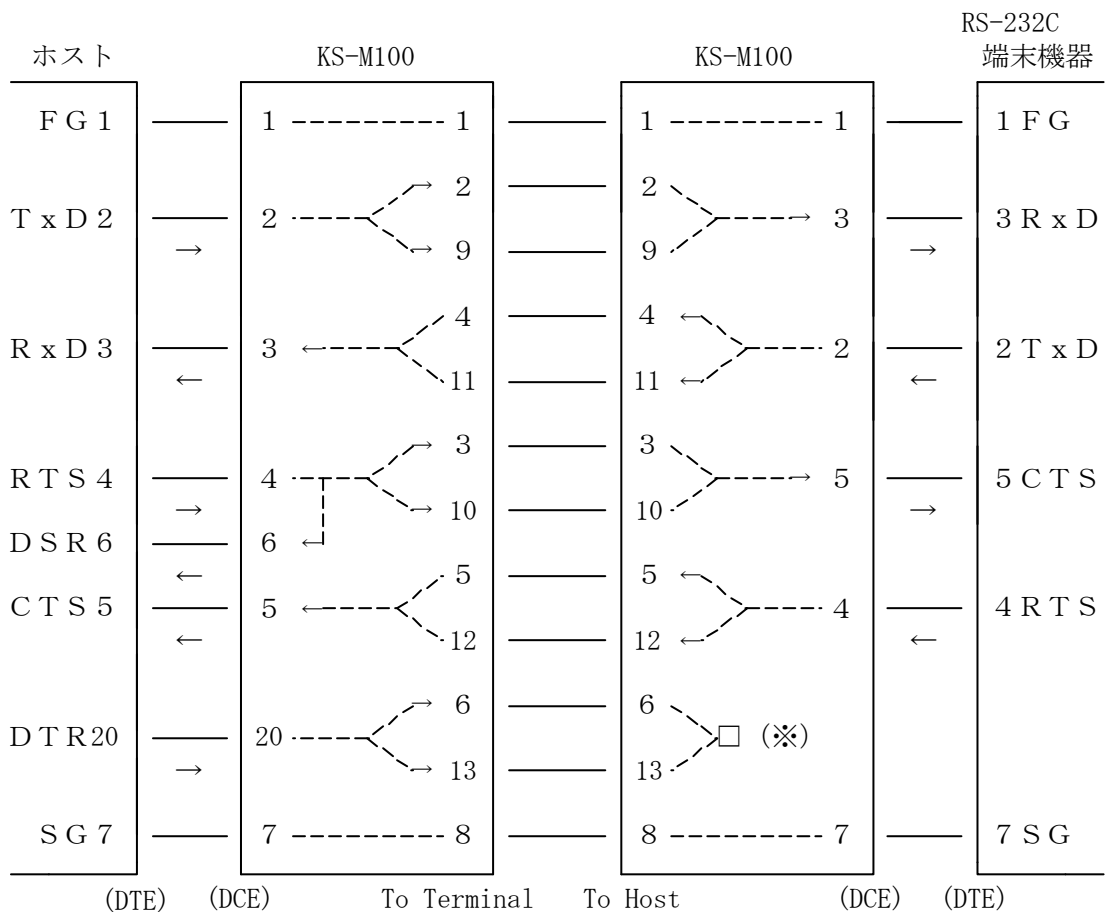 RS-232C
ホスト KS-M100 KS-M100 端末機器
ＦＧ1 1 1 1 1 1ＦＧ
2 2
ＴｘＤ2 2 3 3ＲｘＤ
→ 9 9 →
4 4
ＲｘＤ3 3 2 2ＴｘＤ
← 11 11 ←
3 3
ＲＴＳ4 4 5 5ＣＴＳ
→ 10 10 →
ＤＳＲ6 6
← 5 5
ＣＴＳ5 5 4 4ＲＴＳ
← 12 12 ←
6 6
ＤＴＲ20 20 □ (※)
→ 13 13
ＳＧ7 7 8 8 7 7ＳＧ
(DTE) (DCE) To Terminal To Host (DCE) (DTE)